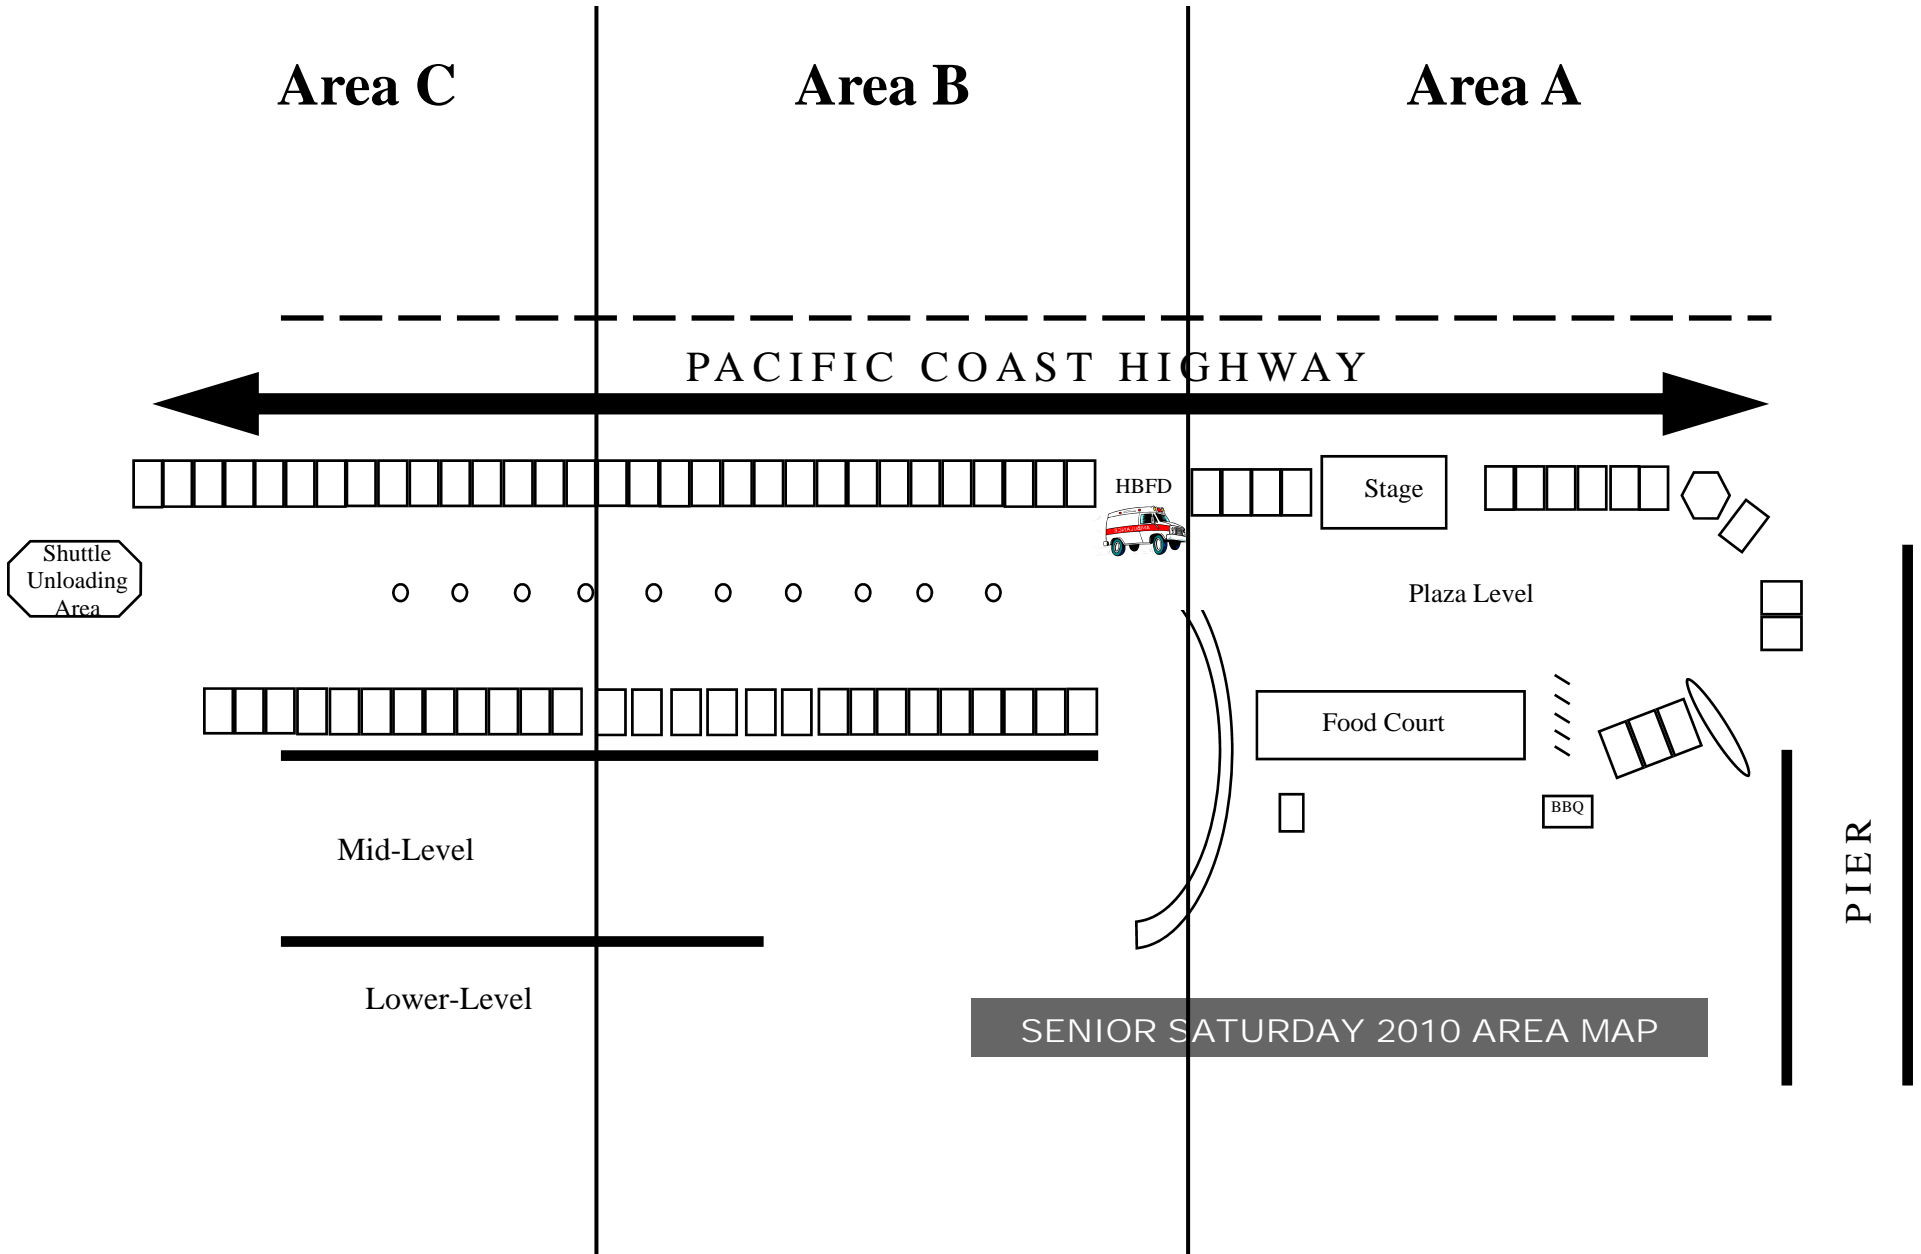 Area C
Area B
Area A
PACIFIC COAST HIGHWAY
HBFD
Stage
Shuttle
Unloading
Area
Plaza Level
Food Court
BBQ
Mid-Level
PIER
Lower-Level
SENIOR SATURDAY 2010 AREA MAP